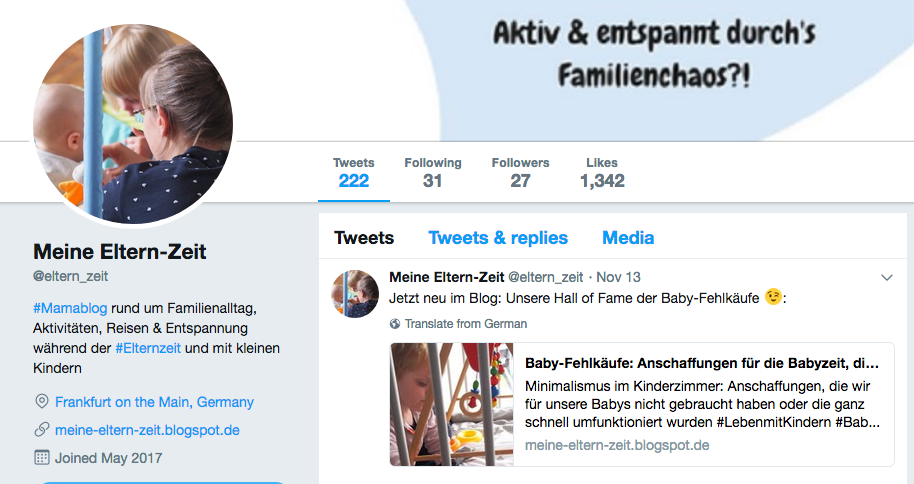 Aktiv & entspannt durch's
Familienchaos?!
Tweets
222
Following
31
Followers
27
Likes
1,342
Meine Eltern-Zeit
@eltern_zeit
#Mamablog rund um Familienalltag,
Aktivitäten, Reisen & Entspannung
während der #Elternzeit und mit kleinen
Kindern
Frankfurt on the Main, Germany
meine-eltern-zeit.blogspot.de
Joined May 2017
Tweets Tweets & replies Media
Meine Eltern-Zeit @eltern_zeit · Nov 13
Jetzt neu im Blog: Unsere Hall of Fame der Baby-Fehlkäufe 😉:
Translate from German
Baby-Fehlkäufe: Anschaffungen für die Babyzeit, di...
Minimalismus im Kinderzimmer: Anschaffungen, die wir
für unsere Babys nicht gebraucht haben oder die ganz
schnell umfunktioniert wurden #LebenmitKindern #Bab...
meine-eltern-zeit.blogspot.de